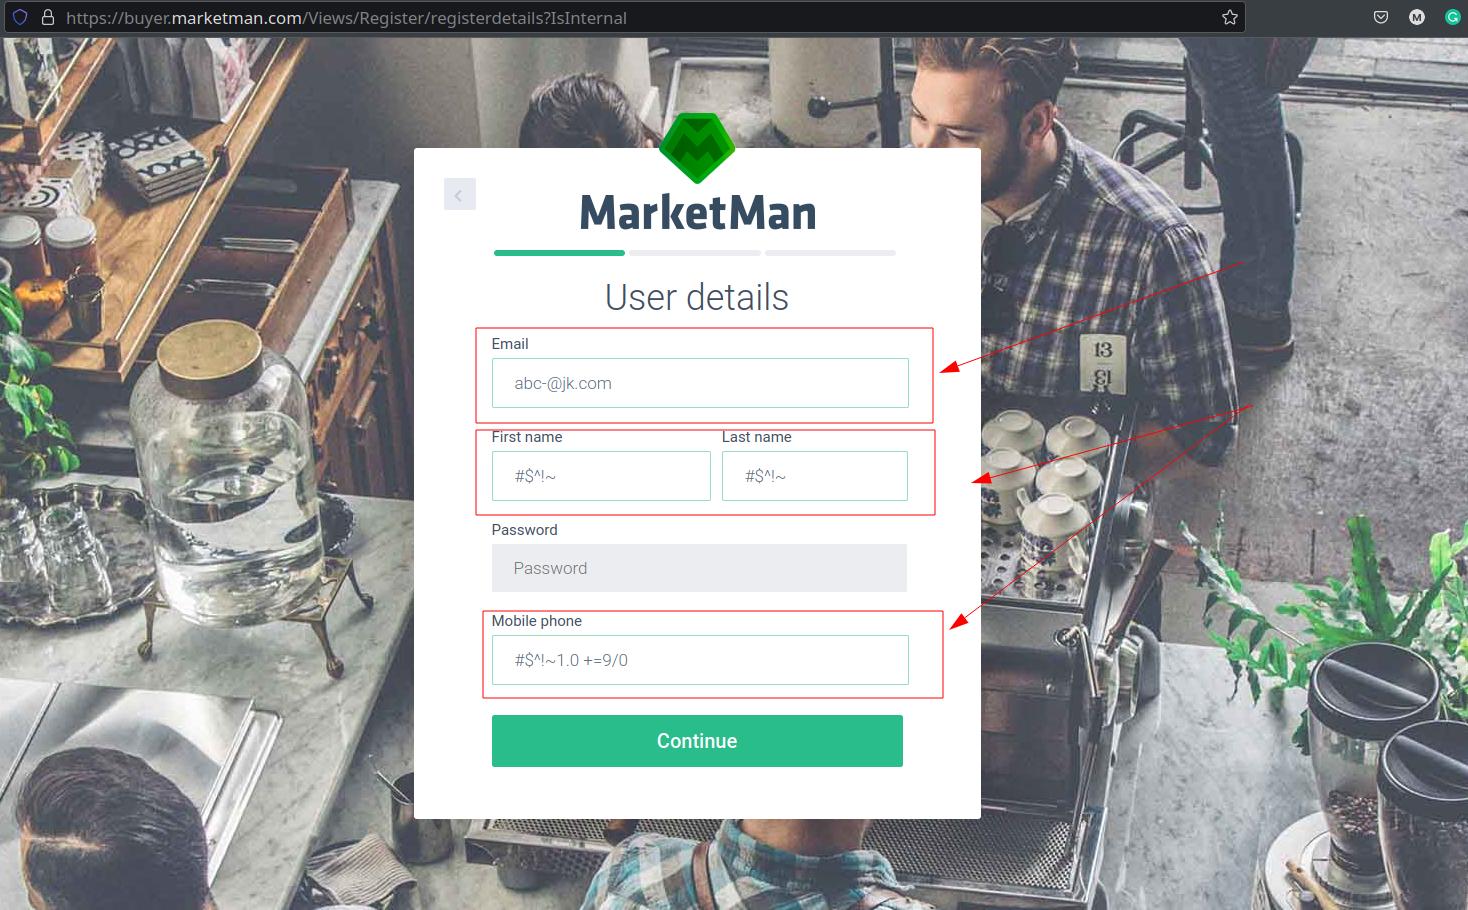 https://buyer.marketman.com/Views/Register/registerdetails?IsInternal
M
MarketMan
User details
Email
abc-@jk.com
First name Last name
#$^!~ #$^!~
Password
Password
Mobile phone
#$^!~1.0 +=9/0
Continue
13